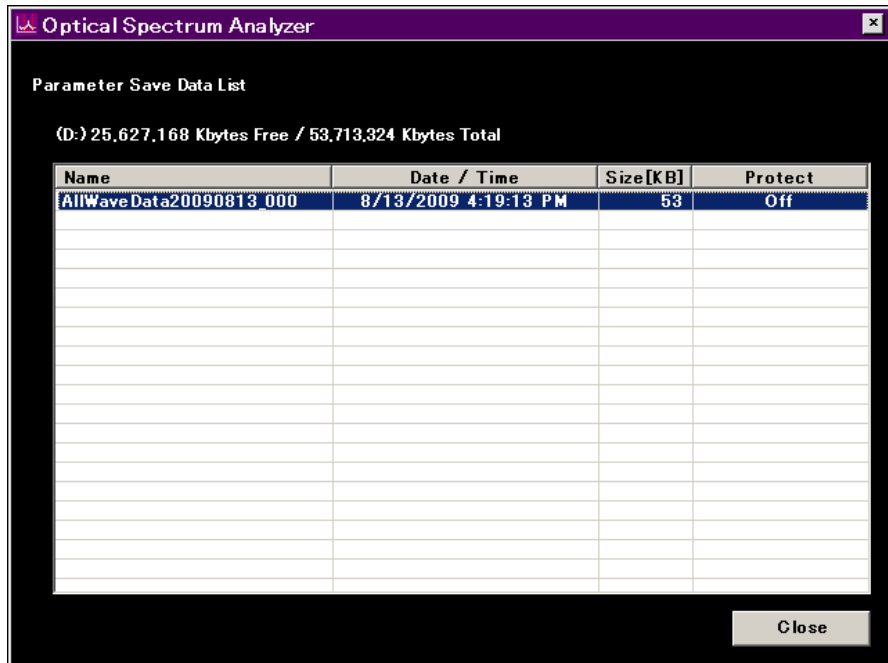 Optical Spectrum Analyzer
Parameter Save Data List
(D:) 25,627,168 Kbytes Free / 53,713,324 Kbytes Total
Name Date / Time Size[KB] Protect
AllWaveData20090813_000 8/13/2009 4:19:13 PM 53 Off
Close